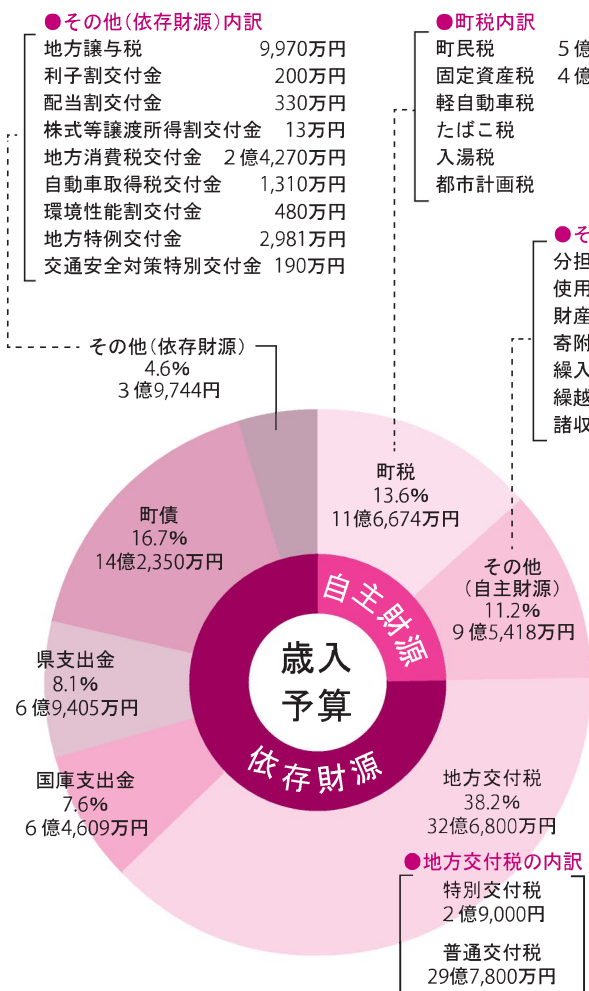 ●その他(依存財源)内訳
地方譲与税 9,970万円
利子割交付金 200万円
配当割交付金 330万円
株式等譲渡所得割交付金 13万円
地方消費税交付金 2億4,270万円
自動車取得税交付金 1,310万円
環境性能割交付金 480万円
地方特例交付金 2,981万円
交通安全対策特別交付金 190万円
●町税内訳
町民税 5億
固定資産税 4億
軽自動車税
たばこ税
入湯税
都市計画税
●そ
分担
使用
財産
寄附
繰入
繰越
諸収
その他(依存財源)
4.6%
3億9,744円
町税
13.6%
11億6,674万円
町債
16.7%
14億2,350万円
その他
(自主財源)
11.2%
9億5,418万円
自主財源
歳入
予算
依存財源
県支出金
8.1%
6億9,405万円
国庫支出金
7.6%
6億4,609万円
地方交付税
38.2%
32億6,800万円
●地方交付税の内訳
特別交付税
2億9,000円
普通交付税
29億7,800万円